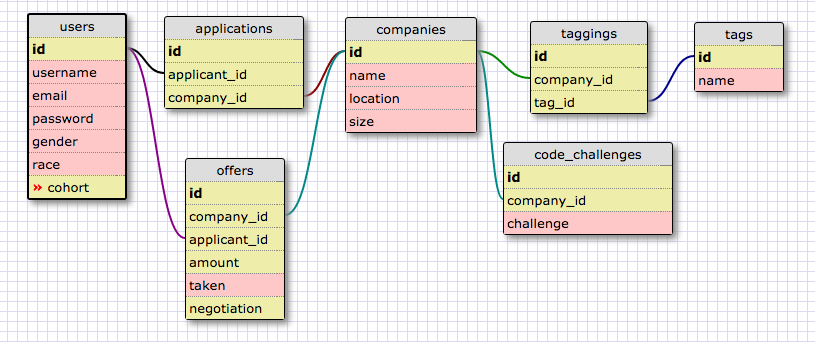 users
id
username
email
password
gender
race
» cohort
applications
id
applicant_id
company_id
companies
id
name
location
size
taggings
id
company_id
tag_id
tags
id
name
offers
id
company_id
applicant_id
amount
taken
negotiation
code_challenges
id
company_id
challenge